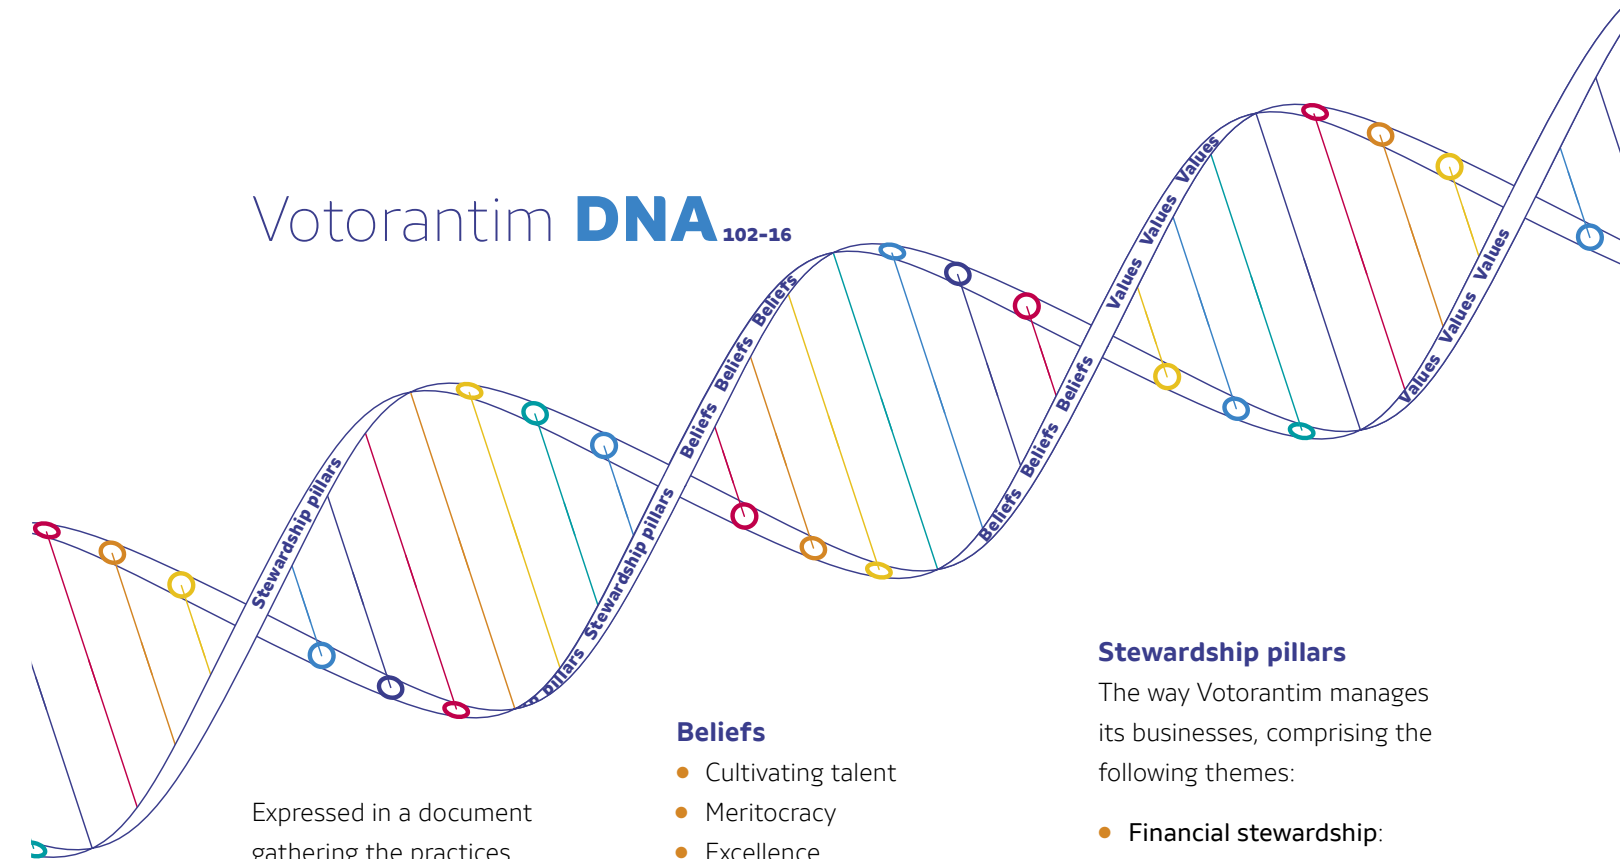 Votorantim DNA 102-16
Stewardship pillars
pillars Stewardship pillars
Beliefs Beliefs Beliefs
Beliefs Beliefs Beliefs
Values Values Values
Values Values Values
Expressed in a document
gathering the practices
Beliefs
• Cultivating talent
• Meritocracy
• Excellence
Stewardship pillars
The way Votorantim manages
its businesses, comprising the
following themes:
• Financial stewardship: